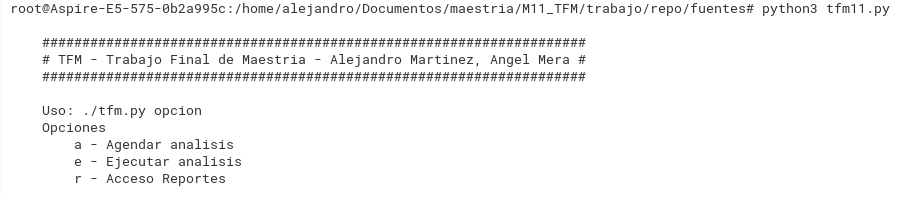 root@Aspire-E5-575-0b2a995c:/home/alejandro/Documentos/maestria/M11_TFM/trabajo/repo/fuentes# python3 tfm11.py
####################################################################
# TFM - Trabajo Final de Maestria - Alejandro Martinez, Angel Mera #
####################################################################
Uso: ./tfm.py opcion
Opciones
a - Agendar analisis
e - Ejecutar analisis
r - Acceso Reportes